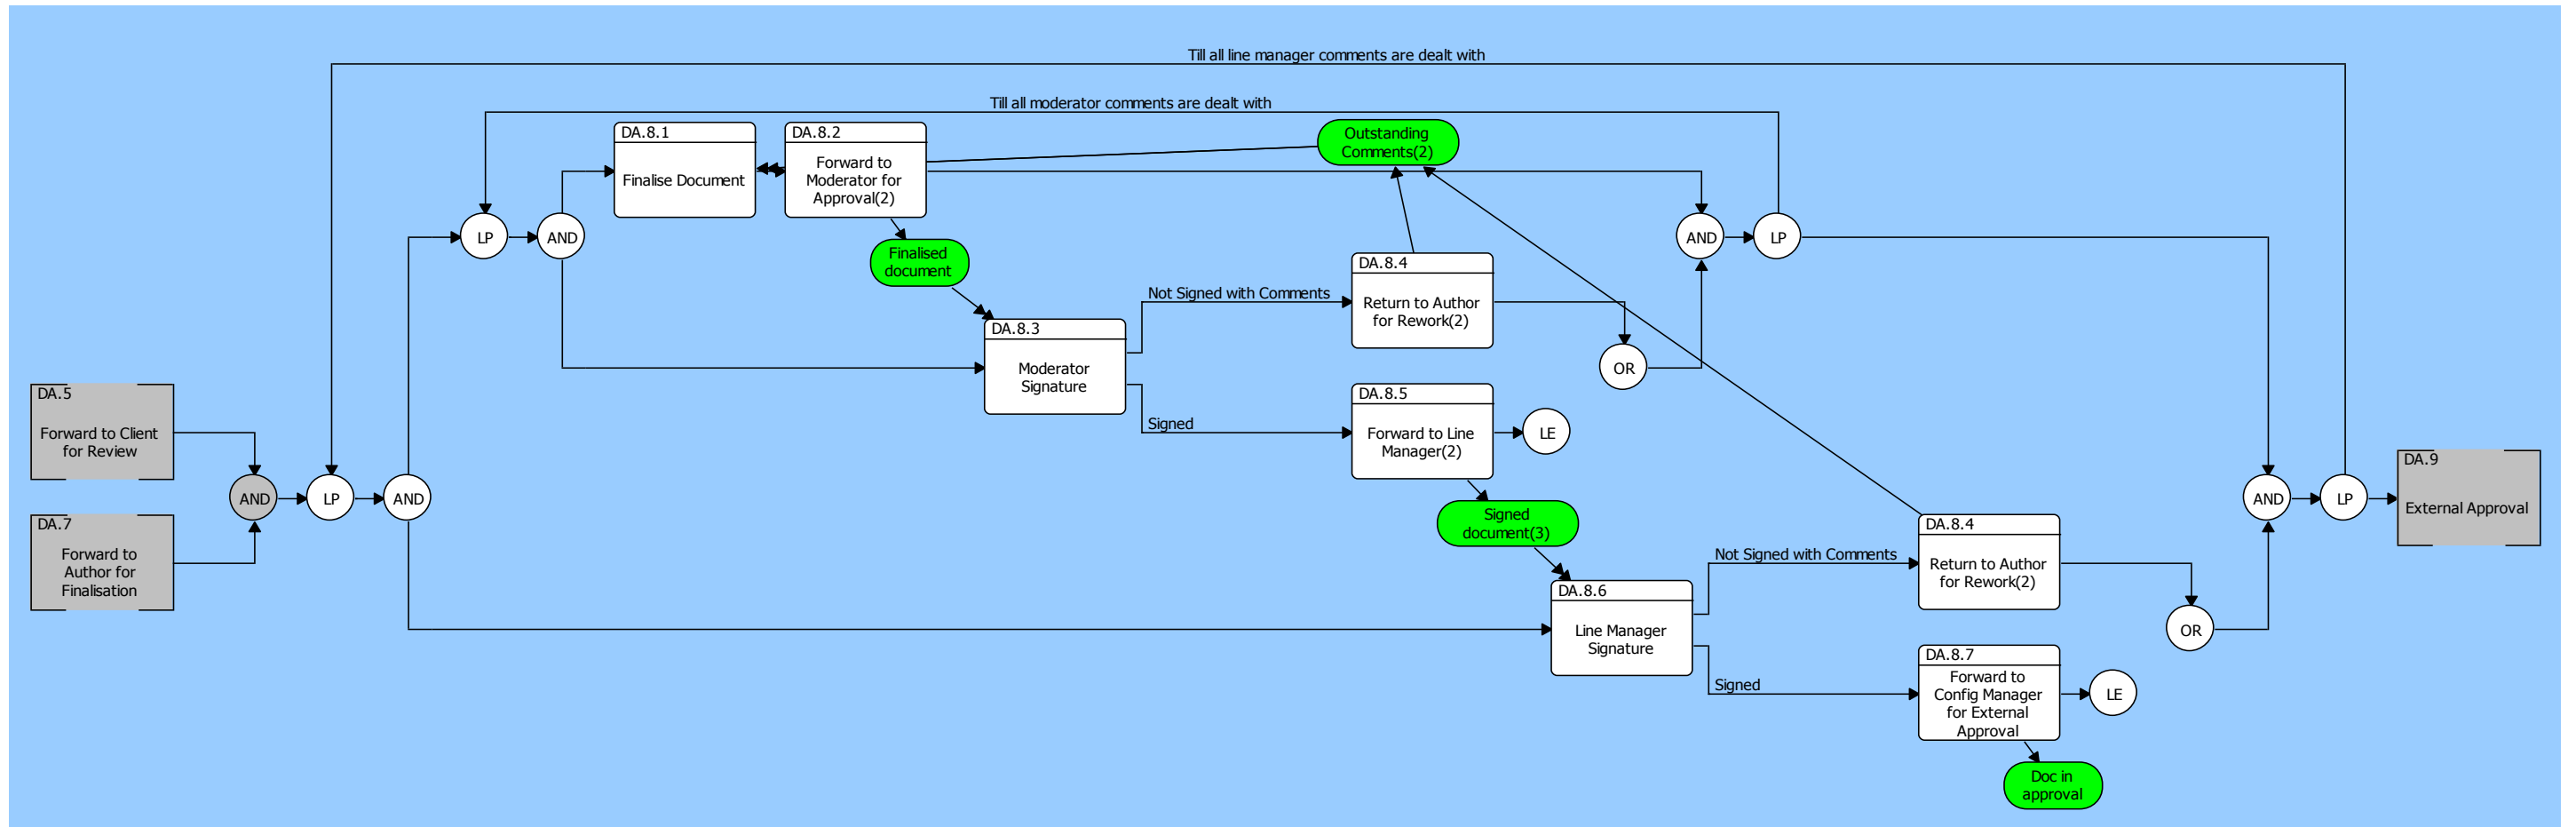 Till all line manager comments are dealt with
Till all moderator comments are dealt with
DA.8.1
Finalise Document
DA.8.2
Forward to
Moderator for
Approval(2)
Outstanding
Comments(2)
LP
AND
AND
LP
Finalised
document
DA.8.4
Return to Author
for Rework(2)
Not Signed with Comments
DA.8.3
Moderator
Signature
OR
DA.5
Forward to Client
for Review
DA.8.5
Forward to Line
Manager(2)
Signed
LE
AND
LP
AND
AND
LP
DA.9
External Approval
Signed
document(3)
DA.7
Forward to
Author for
Finalisation
DA.8.4
Return to Author
for Rework(2)
Not Signed with Comments
DA.8.6
Line Manager
Signature
OR
DA.8.7
Forward to
Config Manager
for External
Approval
Signed
LE
Doc in
approval